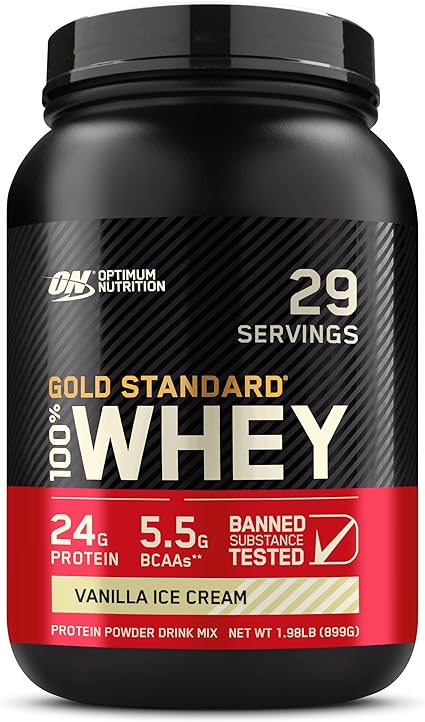 ON® OPTIMUM
NUTRITION
29
SERVINGS
GOLD STANDARD®
100% WHEY
24G
PROTEIN
5.5G
BCAAs**
BANNED
SUBSTANCE
TESTED
VANILLA ICE CREAM
PROTEIN POWDER DRINK MIX NET WT 1.98LB (899G)